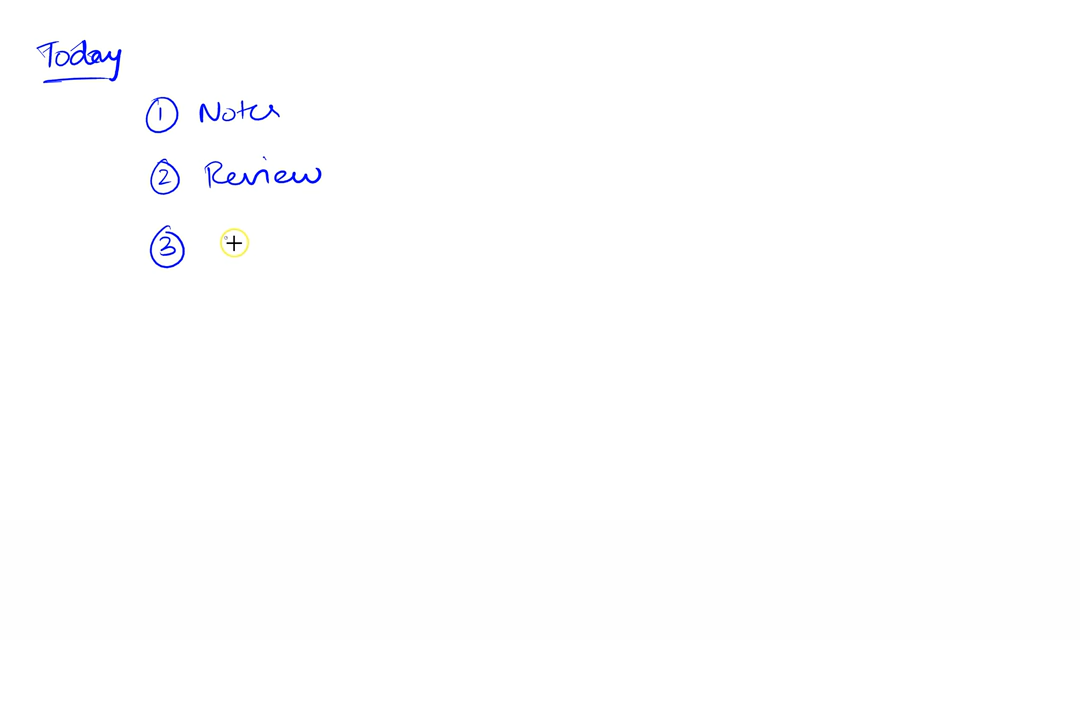 Today
① Notes
② Review
③